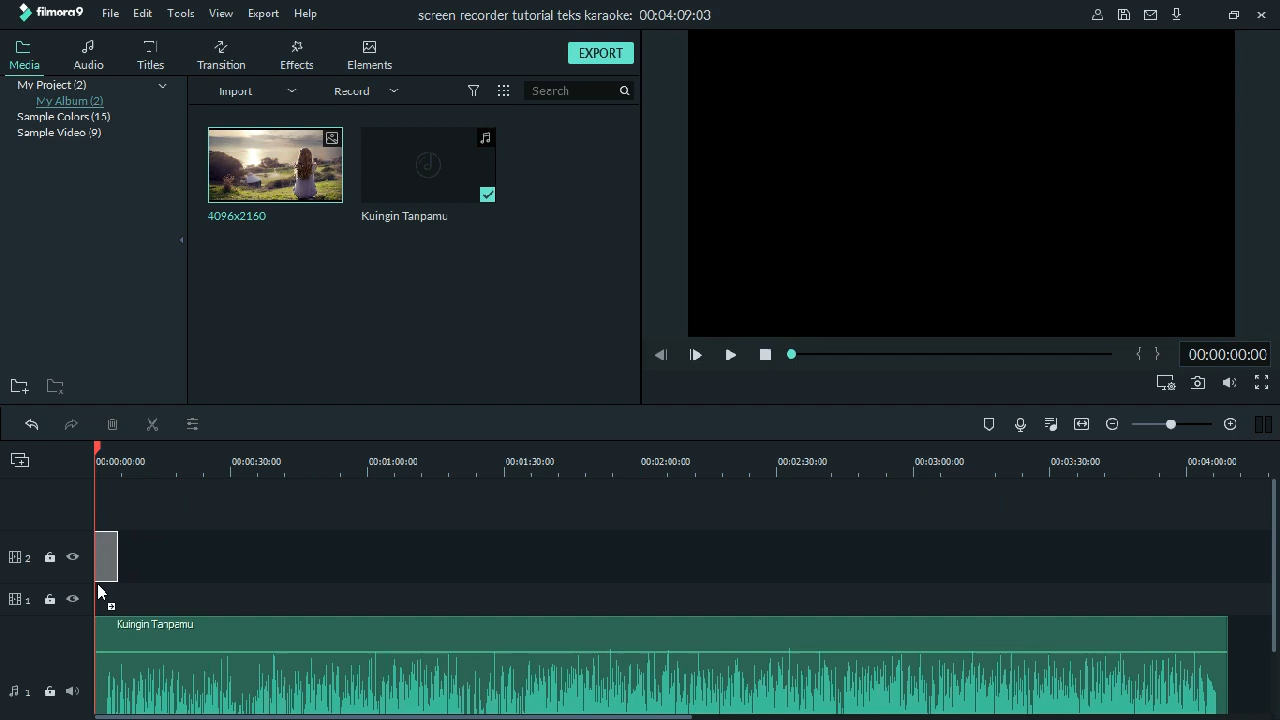 filmora9 File Edit Tools View Export Help screen recorder tutorial teks karaoke: 00:04:09:03
Media Audio Titles Transition Effects Elements EXPORT
My Project (2)
My Album (2)
Sample Colors (15)
Sample Video (9)
Import Record Search
4096x2160 Kuingin Tanpamu
00:00:00:00
00:00:00:00 00:00:30:00 00:01:00:00 00:01:30:00 00:02:00:00 00:02:30:00 00:03:00:00 00:03:30:00 00:04:00:00
2
1
Kuingin Tanpamu
1